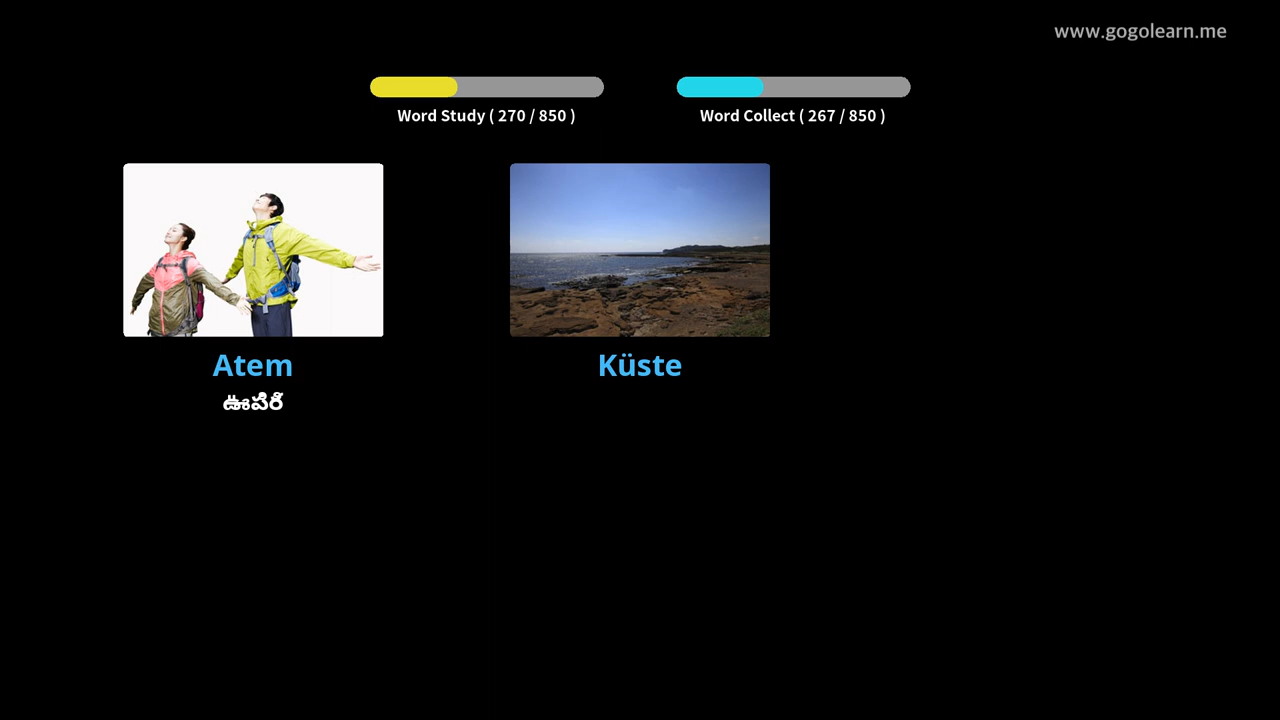 www.gogolearn.me
Word Study ( 270 / 850 )
Word Collect ( 267 / 850 )
Atem
Küste
ఊపిరి